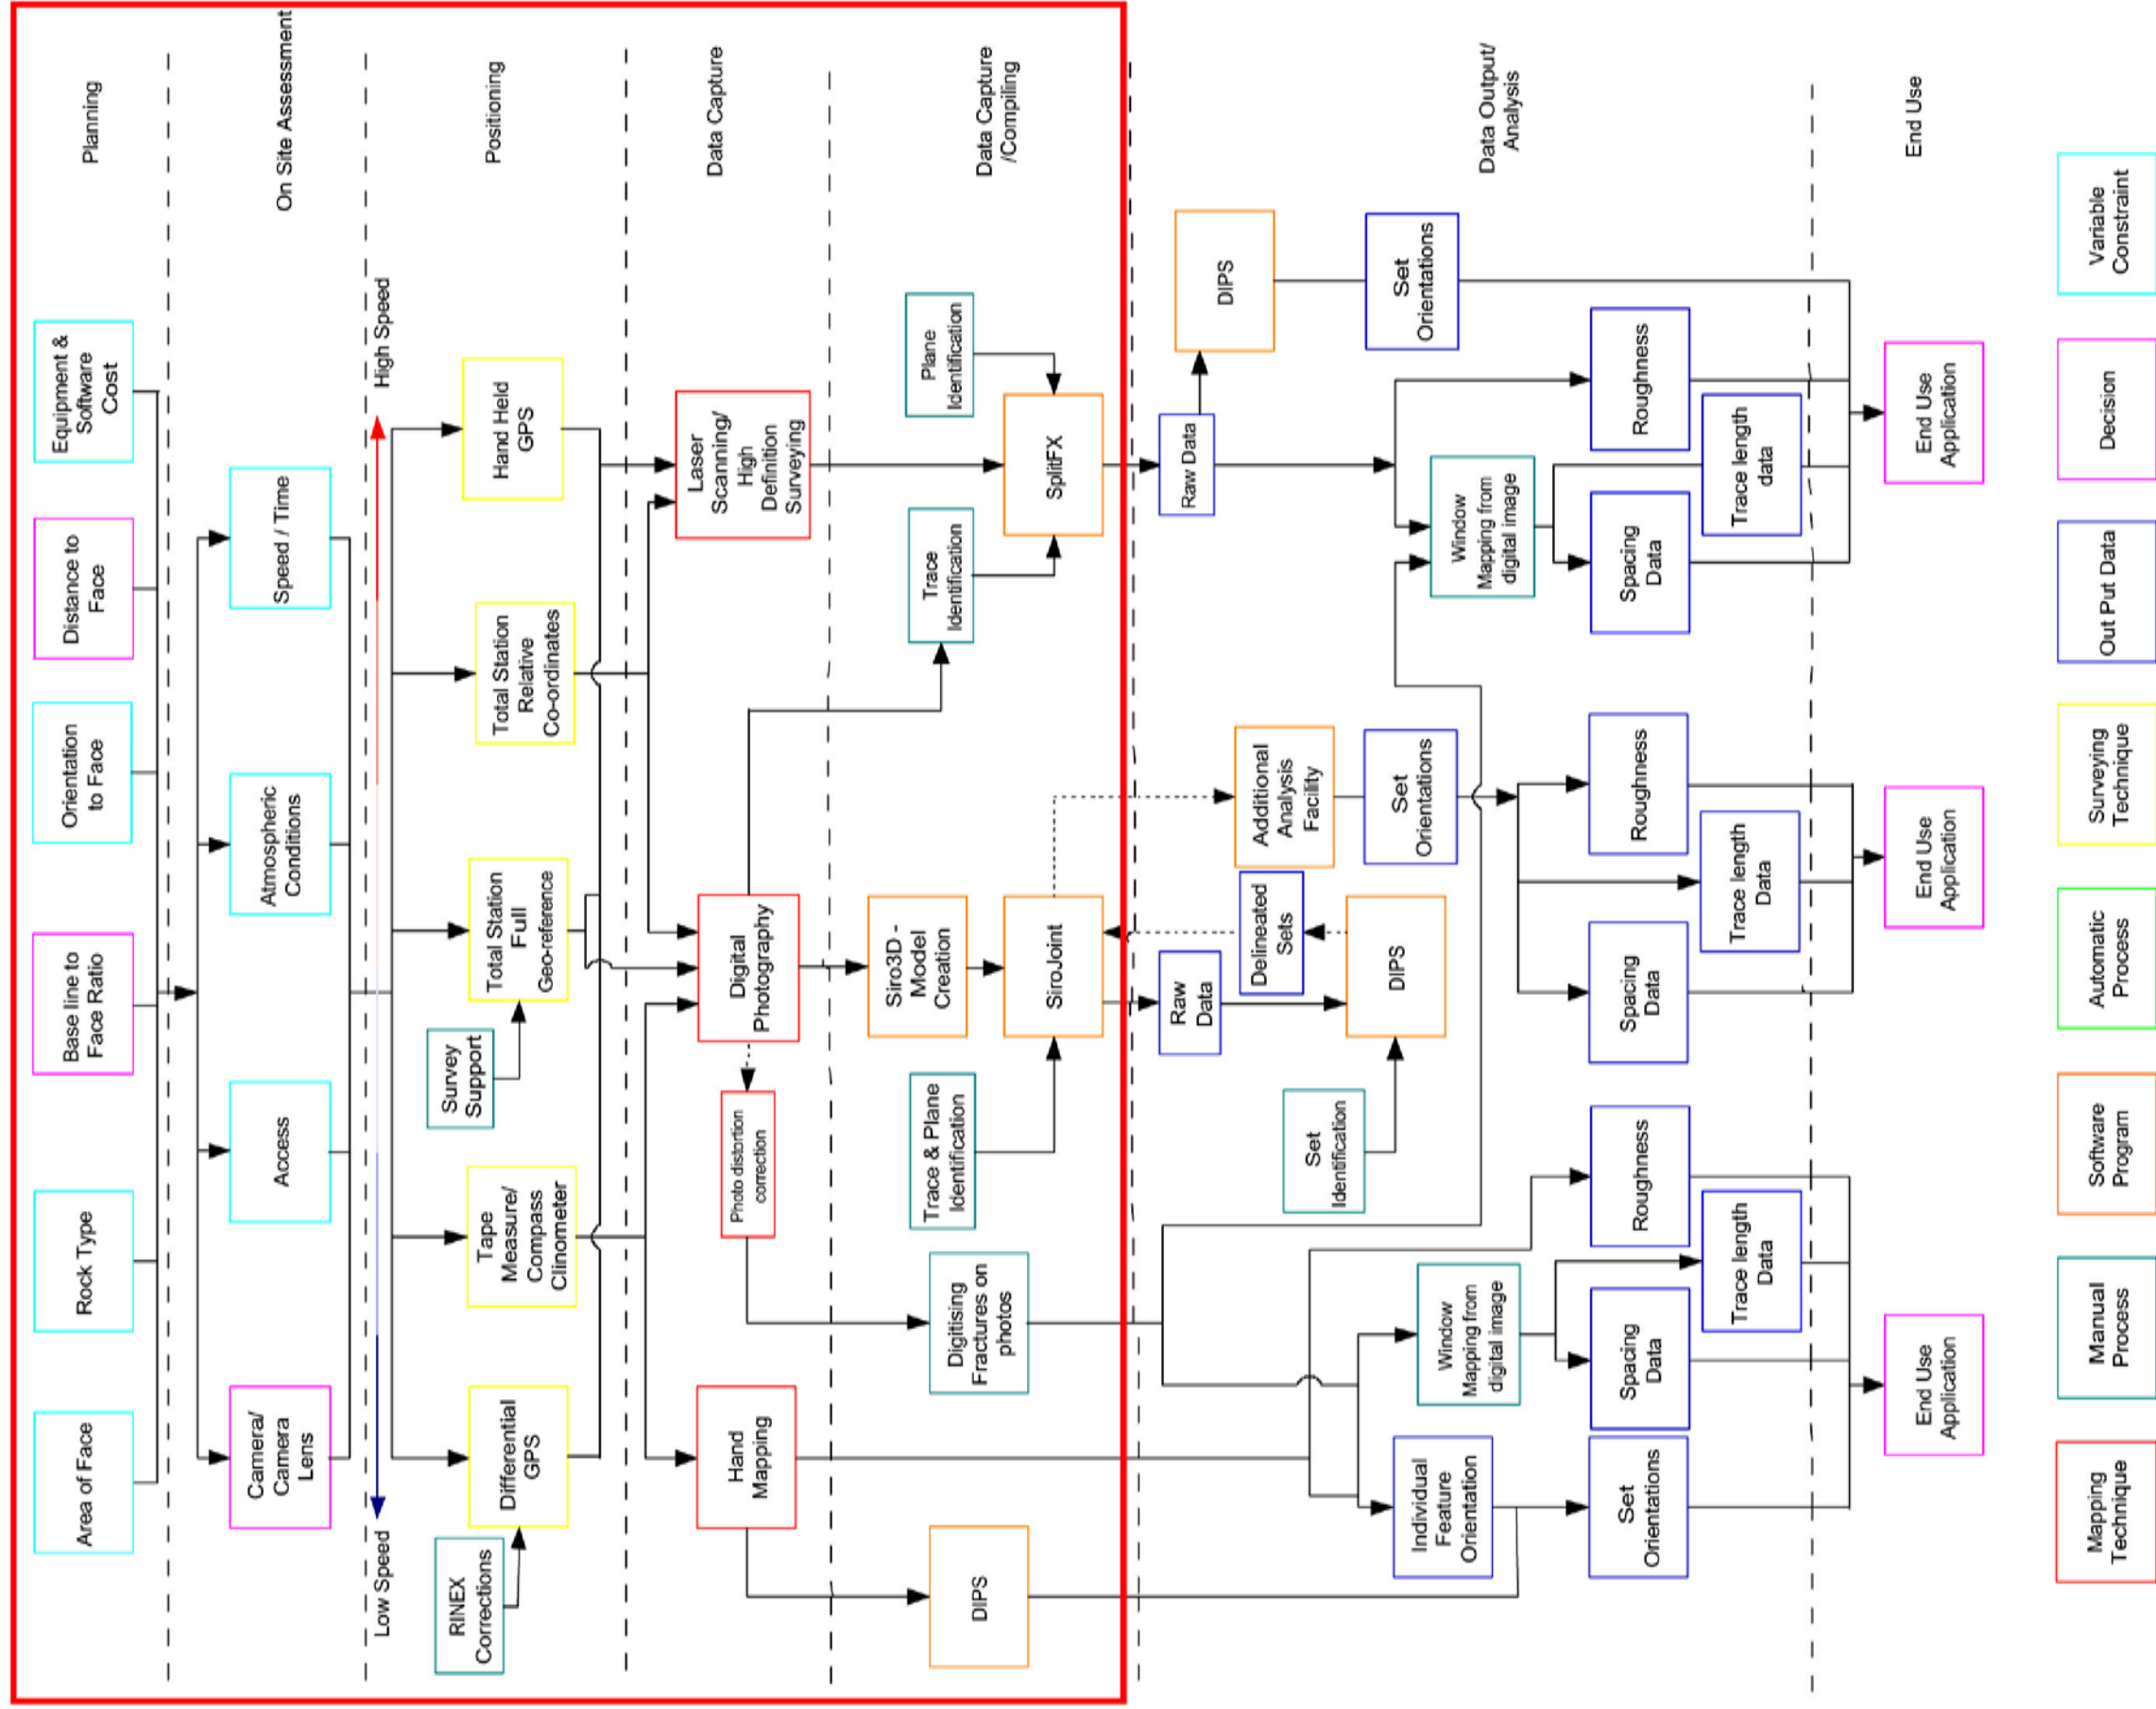 Area of Face
Rock Type
Base line to
Face Ratio
Orientation
to Face
Distance to
Face
Equipment &
Software
Cost
Planning
Camera/
Camera
Lens
Access
Atmospheric
Conditions
Speed / Time
On Site Assessment
Low Speed
High Speed
RINEX
Corrections
Differential
GPS
Tape
Measure/
Compass
Clinometer
Survey
Support
Total Station
Full
Geo-reference
Total Station
Relative
Co-ordinates
Hand Held
GPS
Positioning
Hand
Mapping
Photo distortion
correction
Digital
Photography
Laser
Scanning/
High
Definition
Surveying
Data Capture
DIPS
Digitising
Fractures on
photos
Trace & Plane
Identification
Siro3D -
Model
Creation
SiroJoint
Trace
Identification
SplitFX
Plane
Identification
Data Capture
/Compiling
Raw
Data
Delineated
Sets
Set
Identification
DIPS
Additional
Analysis
Facility
Set
Orientations
Raw Data
DIPS
Set
Orientations
Individual
Feature
Orientation
Window
Mapping from
digital image
Window
Mapping from
digital image
Set
Orientations
Spacing
Data
Trace length
Data
Roughness
Spacing
Data
Trace length
Data
Roughness
Spacing
Data
Trace length
data
Roughness
Data Output/
Analysis
End Use
Application
End Use
Application
End Use
Application
End Use
Mapping
Technique
Manual
Process
Software
Program
Automatic
Process
Surveying
Technique
Out Put Data
Decision
Variable
Constraint